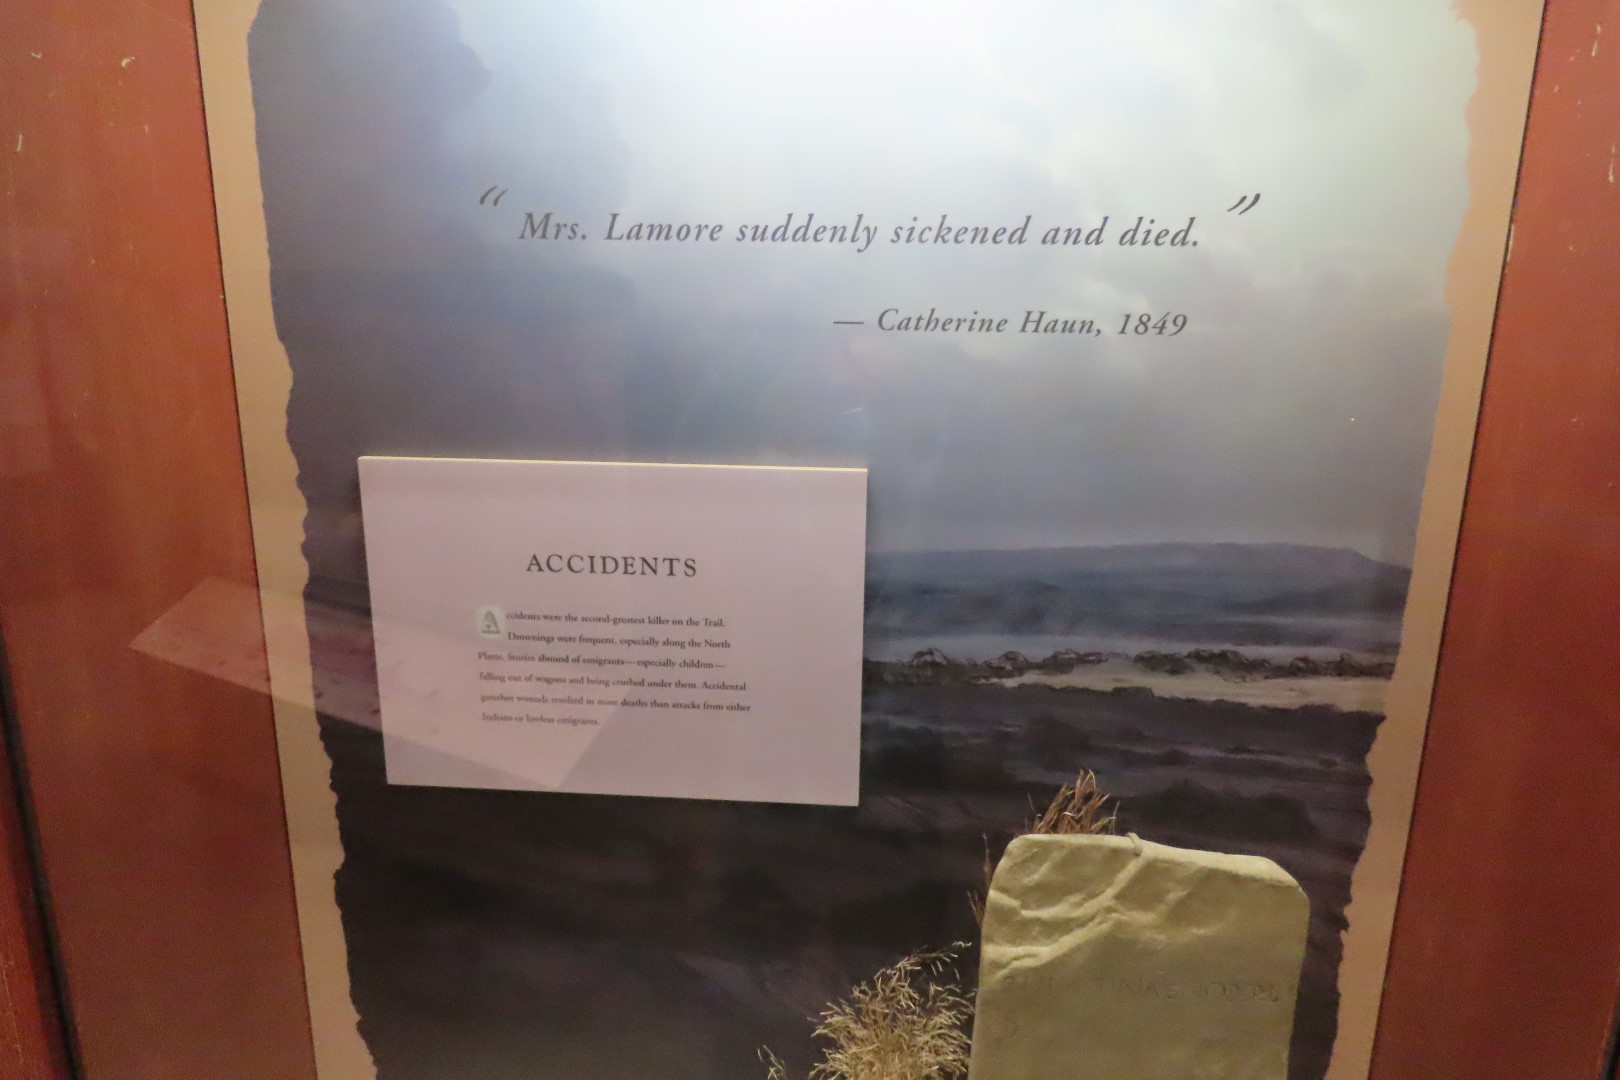 “ Mrs. Lamore suddenly sickened and died. ”
— Catherine Haun, 1849
ACCIDENTS
Accidents were the second-greatest killer on the Trail.
Drownings were frequent, especially along the North
Platte. Stories abound of emigrants—especially children—
falling out of wagons and being crushed under them. Accidental
gunshot wounds resulted in more deaths than attacks from either
Indians or lawless emigrants.